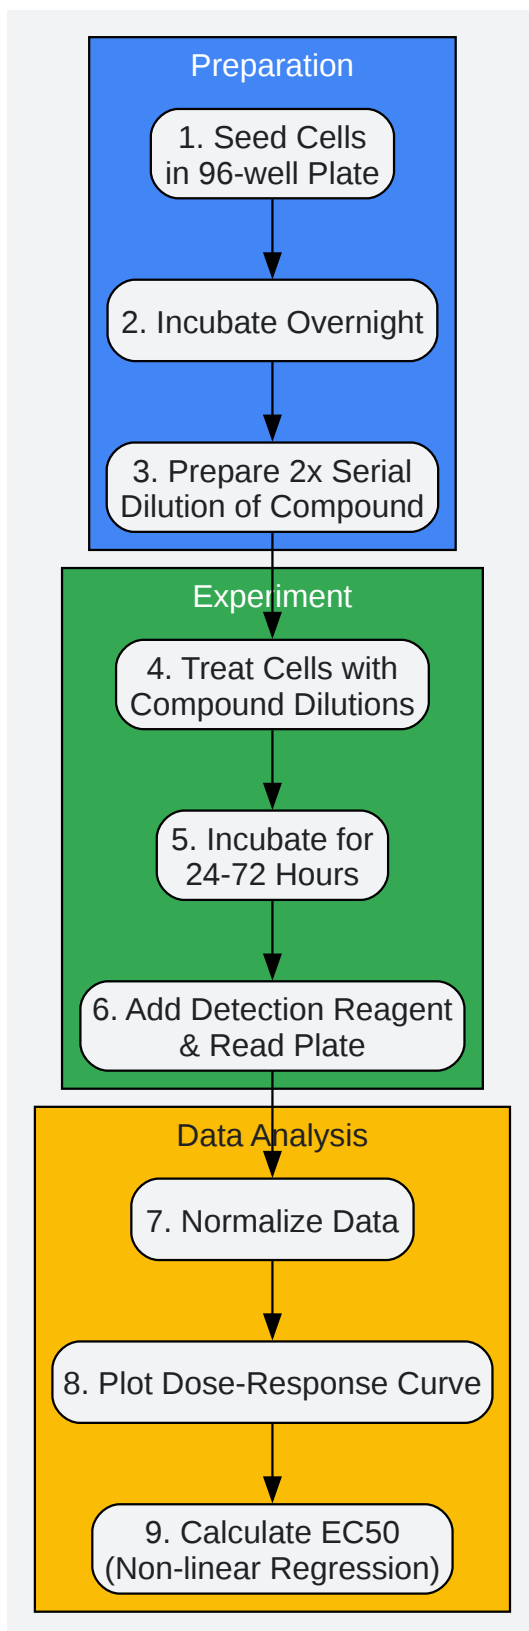 Preparation
1. Seed Cells
in 96-well Plate
2. Incubate Overnight
3. Prepare 2x Serial
Dilution of Compound
Experiment
4. Treat Cells with
Compound Dilutions
5. Incubate for
24-72 Hours
6. Add Detection Reagent
& Read Plate
Data Analysis
7. Normalize Data
8. Plot Dose-Response Curve
9. Calculate EC50
(Non-linear Regression)